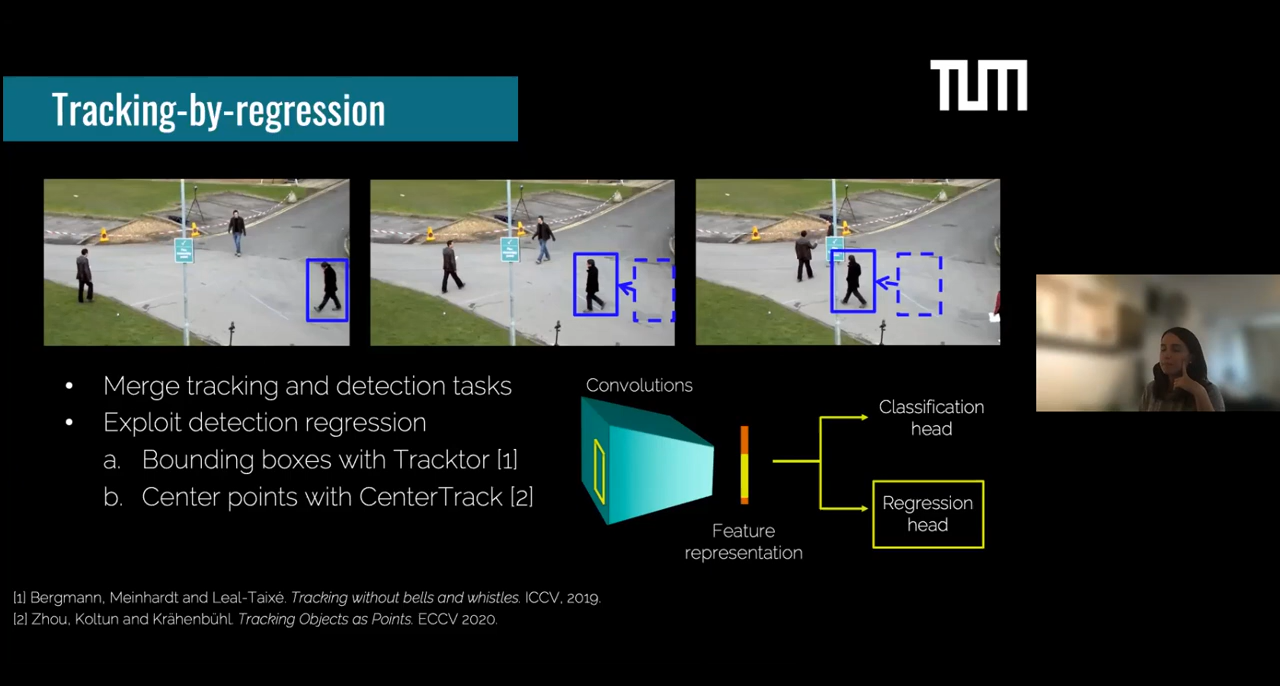 TUM
Tracking-by-regression
• Merge tracking and detection tasks
• Exploit detection regression
a. Bounding boxes with Tracktor [1]
b. Center points with CenterTrack [2]
Convolutions
Feature
representation
Classification
head
Regression
head
[1] Bergmann, Meinhardt and Leal-Taixé. Tracking without bells and whistles. ICCV, 2019.
[2] Zhou, Koltun and Krähenbühl. Tracking Objects as Points. ECCV 2020.